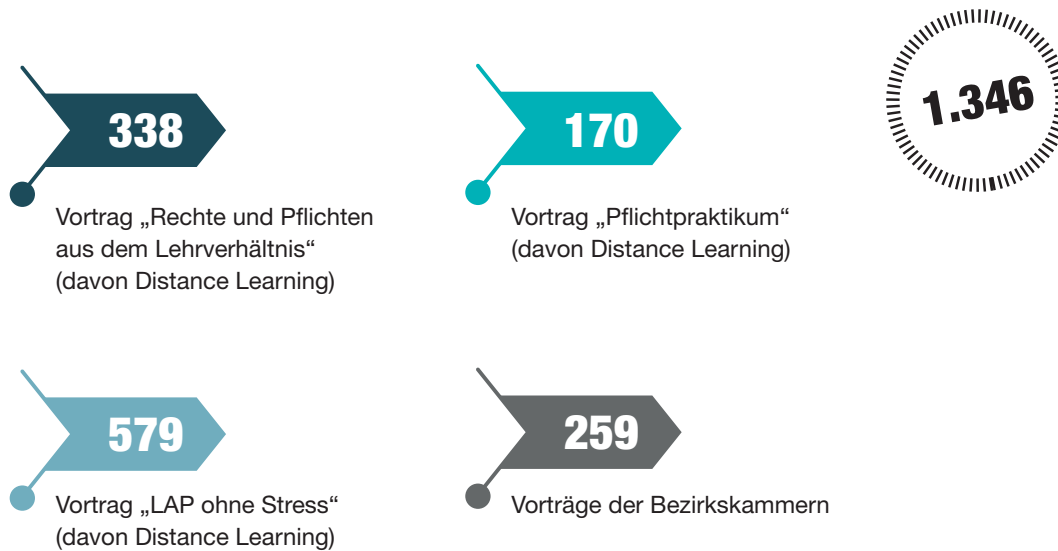 1.346
338
Vortrag „Rechte und Pflichten
aus dem Lehrverhältnis“
(davon Distance Learning)
170
Vortrag „Pflichtpraktikum“
(davon Distance Learning)
579
Vortrag „LAP ohne Stress“
(davon Distance Learning)
259
Vorträge der Bezirkskammern